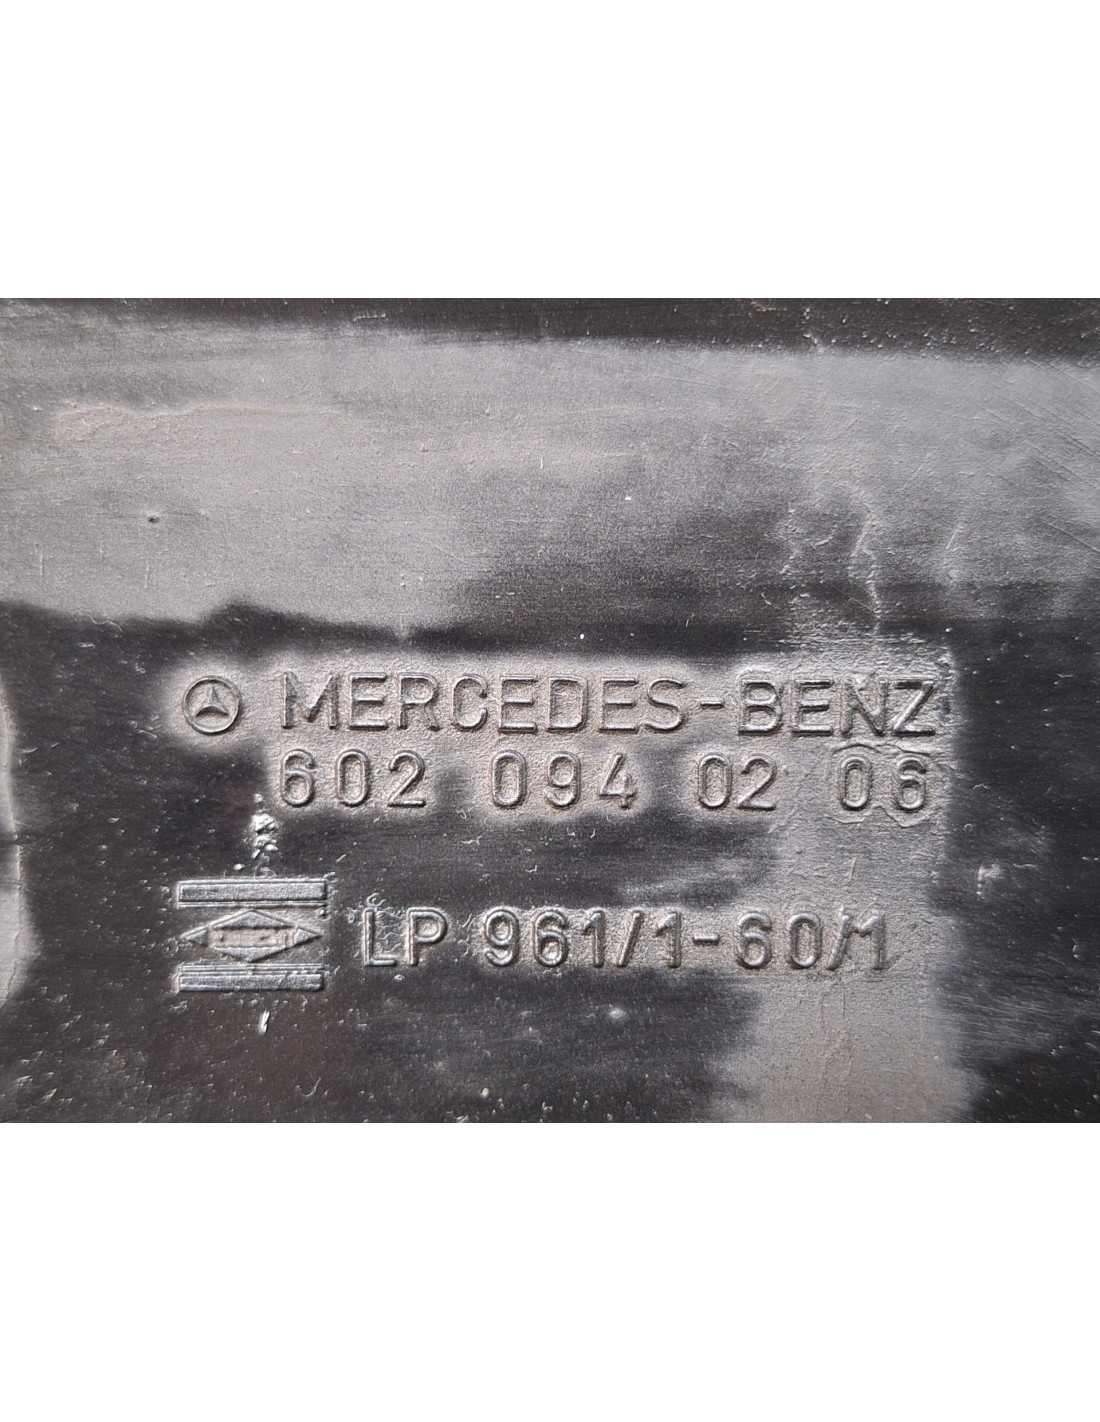 MERCEDES-BENZ
602 094 02 06
LP 961/1-60/1